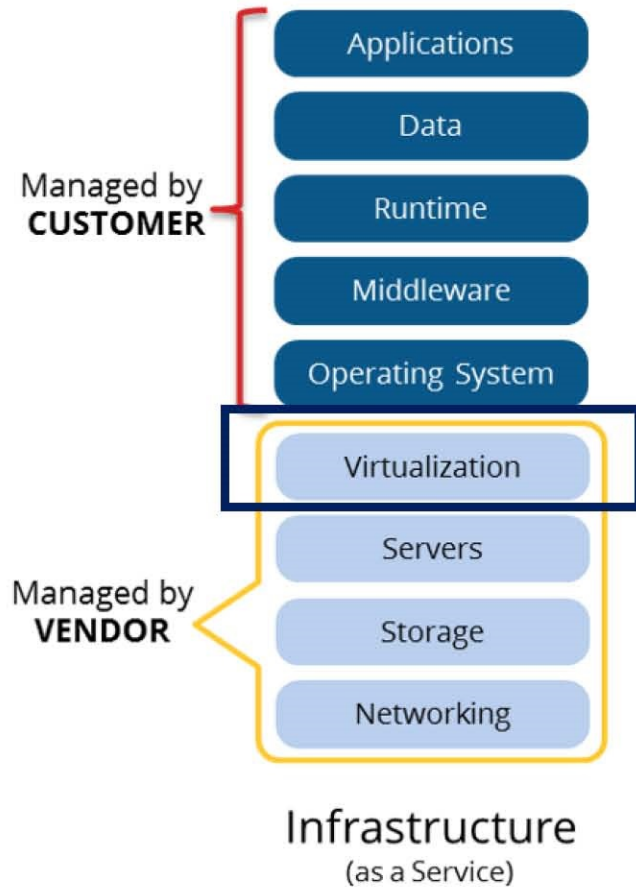 Applications
Data
Managed by
CUSTOMER
Runtime
Middleware
Operating System
Virtualization
Servers
Managed by
VENDOR
Storage
Networking
Infrastructure
(as a Service)